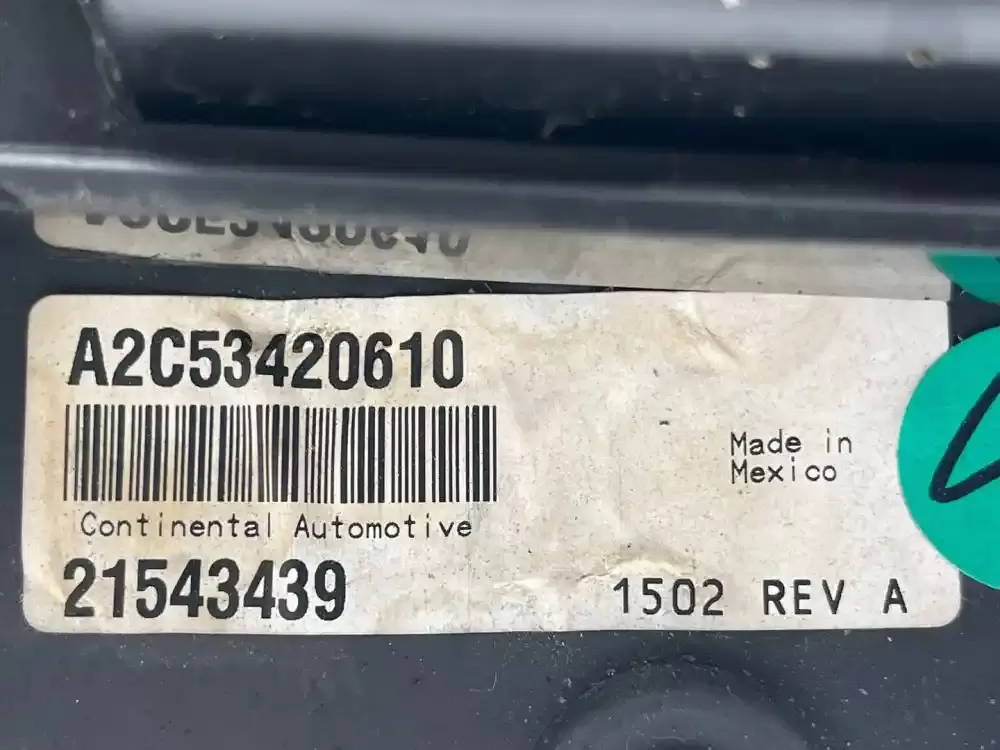 A2C53420610
Made in
Mexico
Continental Automotive
21543439
1502 REV A